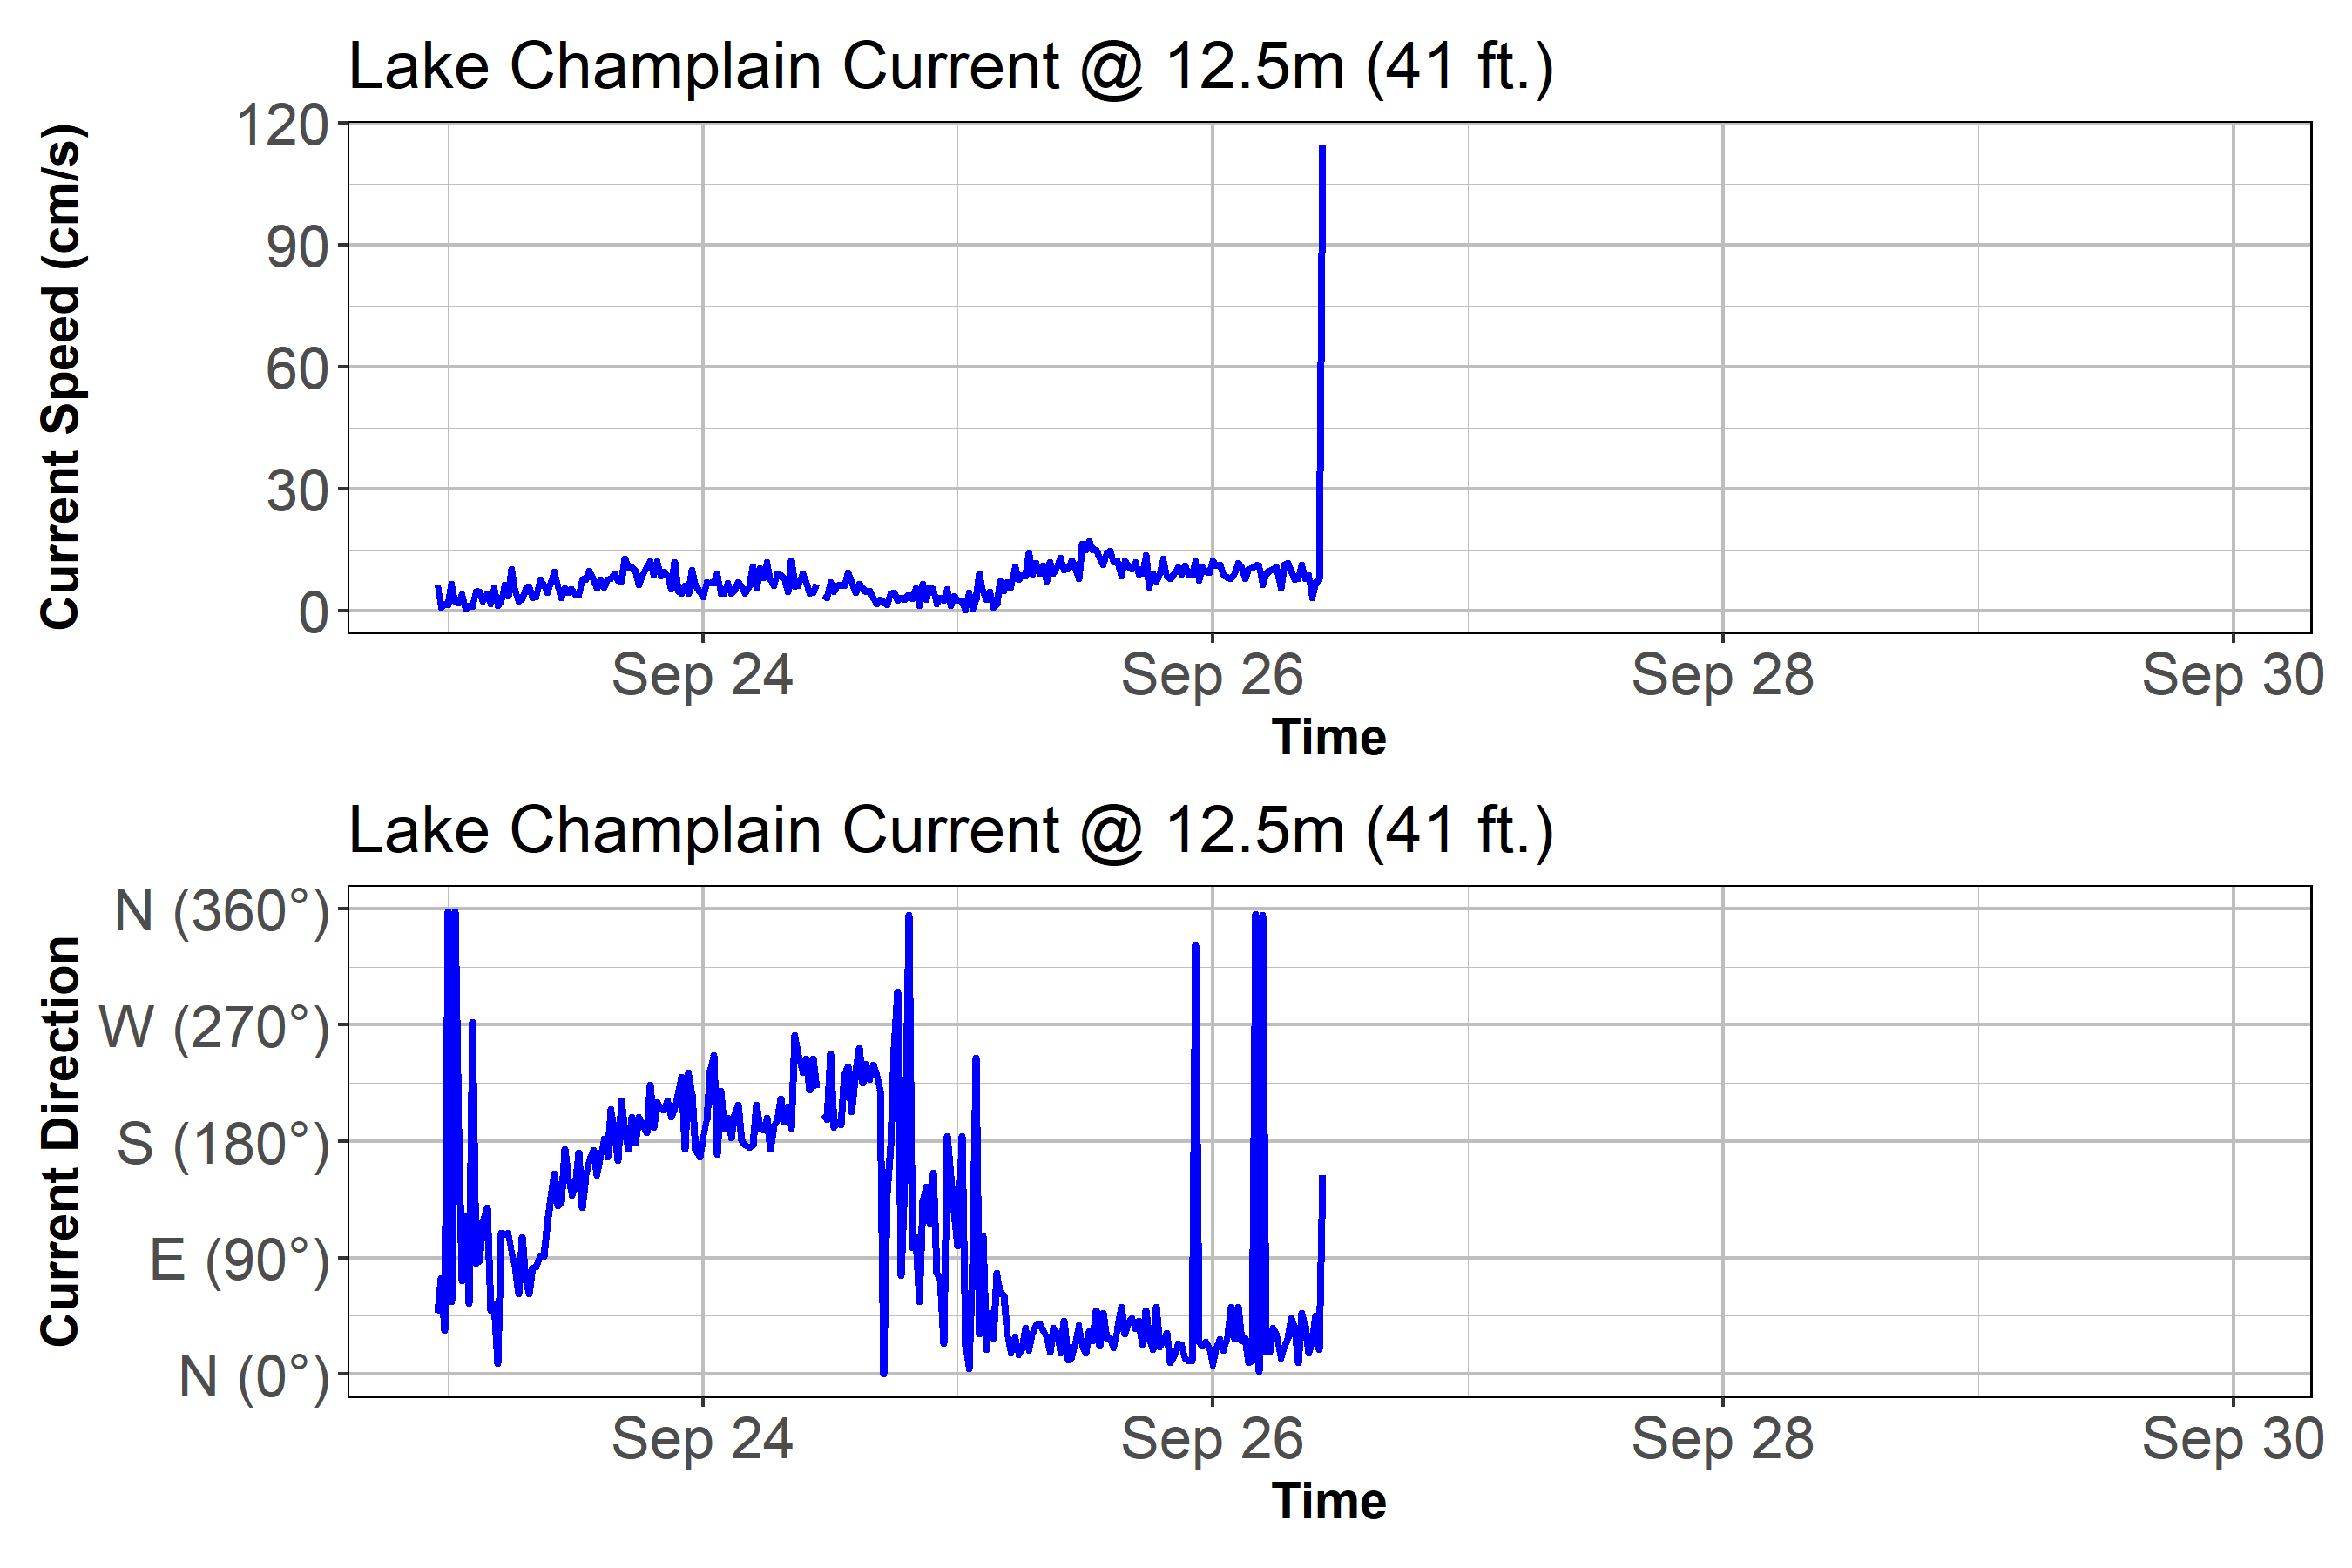 Lake Champlain Current @ 12.5m (41 ft.)
Current Speed (cm/s)
120
90
60
30
0
Sep 24 Sep 26 Sep 28 Sep 30
Time
Lake Champlain Current @ 12.5m (41 ft.)
Current Direction
N (360°)
W (270°)
S (180°)
E (90°)
N (0°)
Sep 24 Sep 26 Sep 28 Sep 30
Time